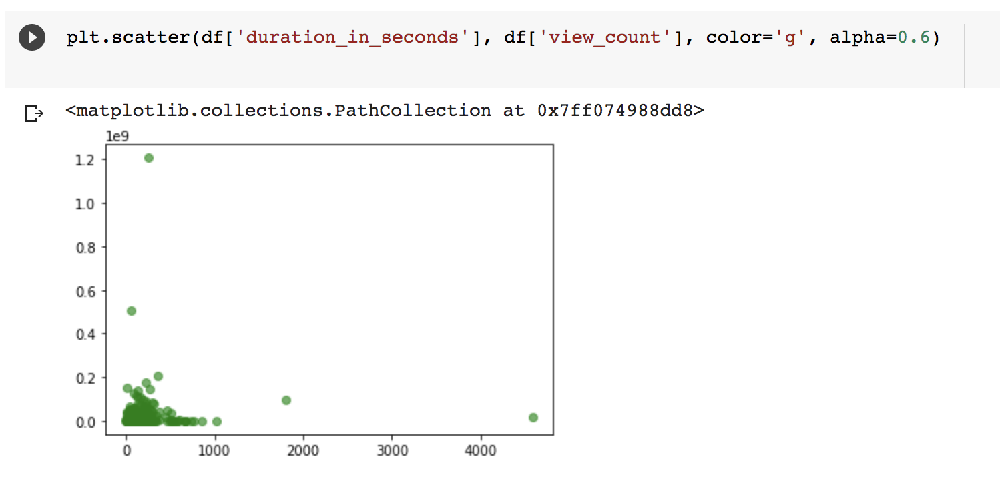 plt.scatter(df['duration_in_seconds'], df['view_count'], color='g', alpha=0.6)
<matplotlib.collections.PathCollection at 0x7ff074988dd8>
1e9
1.2
1.0
0.8
0.6
0.4
0.2
0.0
0 1000 2000 3000 4000